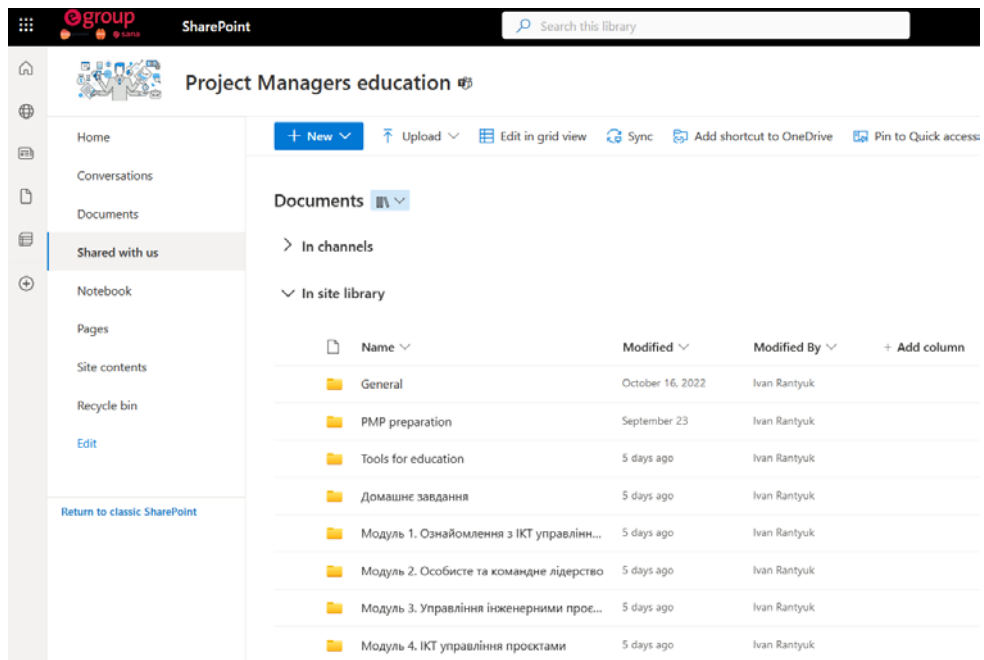 egroup
sana
SharePoint
Search this library
Project Managers education
Home
Conversations
Documents
Shared with us
Notebook
Pages
Site contents
Recycle bin
Edit
Return to classic SharePoint
+ New
Upload
Edit in grid view
Sync
Add shortcut to OneDrive
Pin to Quick access
Documents
In channels
In site library
Name Modified Modified By + Add column
General October 16, 2022 Ivan Rantyuk
PMP preparation September 23 Ivan Rantyuk
Tools for education 5 days ago Ivan Rantyuk
Домашнє завдання 5 days ago Ivan Rantyuk
Модуль 1. Ознайомлення з ІКТ управлінн... 5 days ago Ivan Rantyuk
Модуль 2. Особисте та командне лідерство 5 days ago Ivan Rantyuk
Модуль 3. Управління інженерними проє... 5 days ago Ivan Rantyuk
Модуль 4. ІКТ управління проєктами 5 days ago Ivan Rantyuk